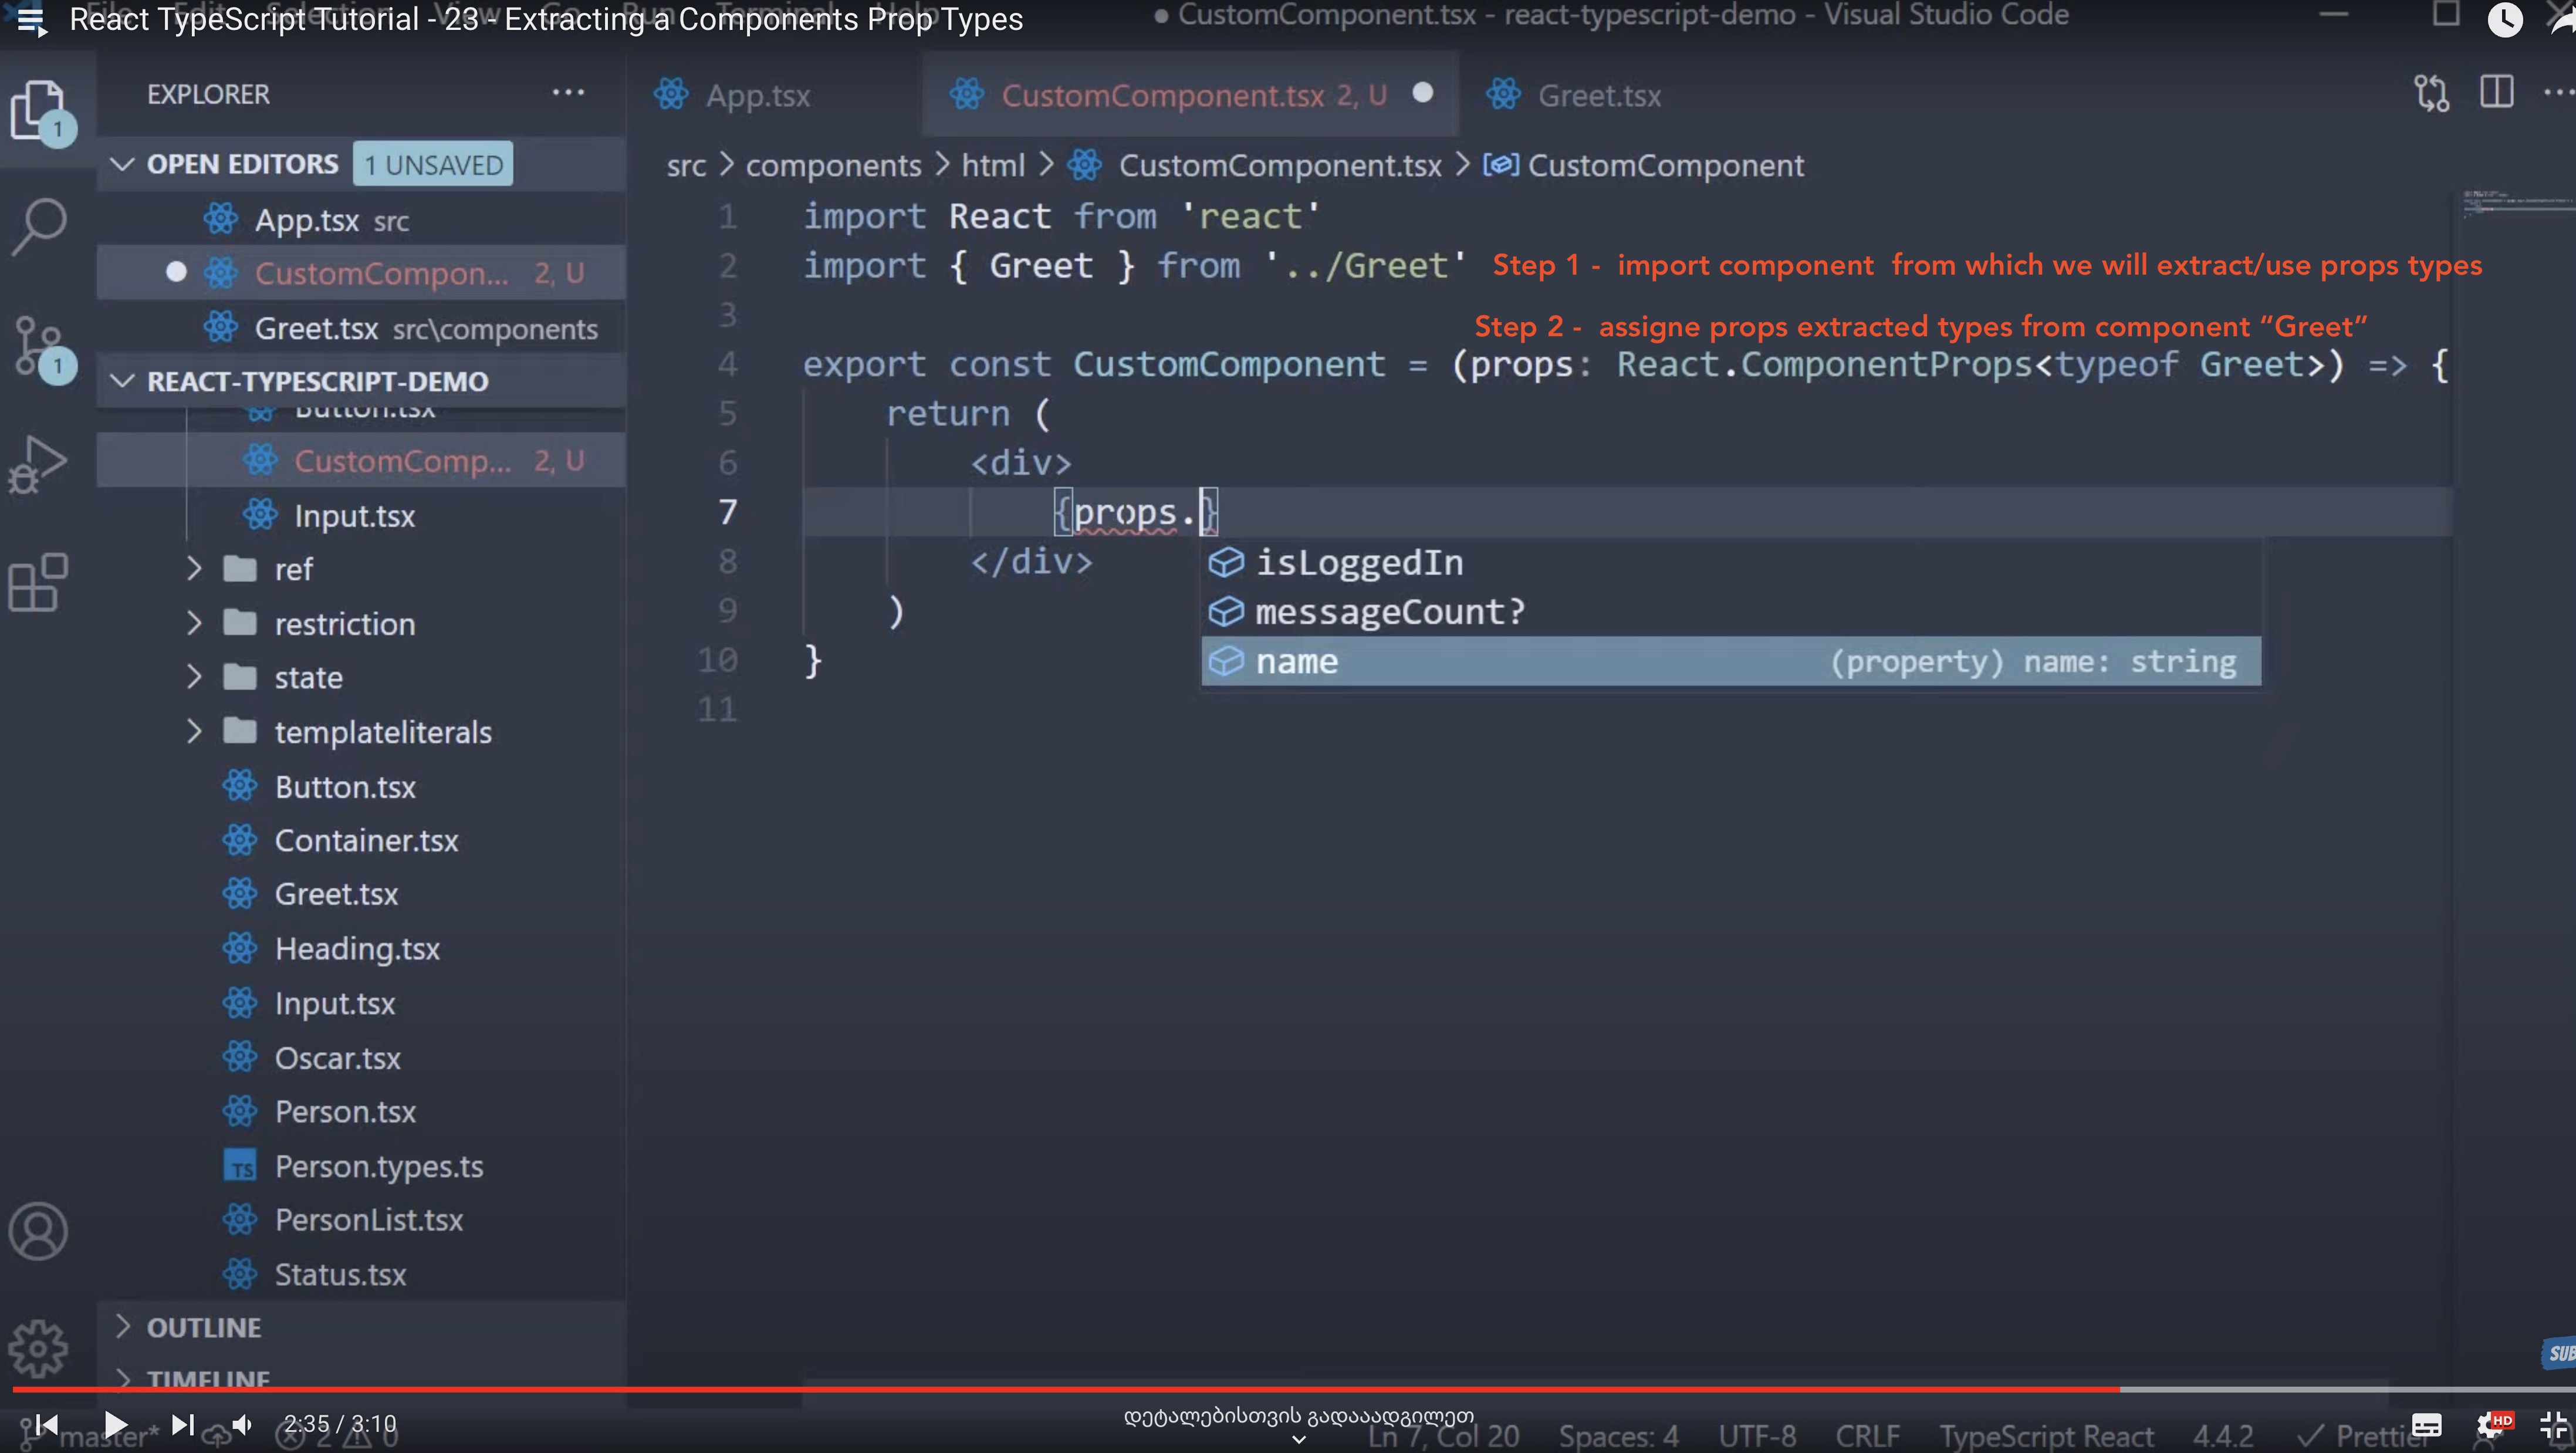 React TypeScript Tutorial - 23 - Extracting a Components Prop Types
CustomComponent.tsx - react-typescript-demo - Visual Studio Code
EXPLORER
App.tsx
CustomComponent.tsx 2, U
Greet.tsx
1
OPEN EDITORS 1 UNSAVED
App.tsx src
CustomCompon... 2, U
Greet.tsx src\components
1
REACT-TYPESCRIPT-DEMO
Button.tsx
CustomComp... 2, U
Input.tsx
ref
restriction
state
templateliterals
Button.tsx
Container.tsx
Greet.tsx
Heading.tsx
Input.tsx
Oscar.tsx
Person.tsx
TS Person.types.ts
PersonList.tsx
Status.tsx
OUTLINE
TIMELINE
src > components > html > CustomComponent.tsx > CustomComponent
1 import React from 'react'
2 import { Greet } from '../Greet' Step 1 - import component from which we will extract/use props types
3
Step 2 - assigne props extracted types from component “Greet”
4 export const CustomComponent = (props: React.ComponentProps<typeof Greet>) => {
5 return (
6 <div>
7 {props.}
8 </div>
9 )
10 }
11
isLoggedIn
messageCount?
name (property) name: string
SUB
2:35 / 3:10
დეტალებისთვის გადააადგილეთ
HD
master* 2 0
Ln 7, Col 20 Spaces: 4 UTF-8 CRLF TypeScript React 4.4.2 Prettier